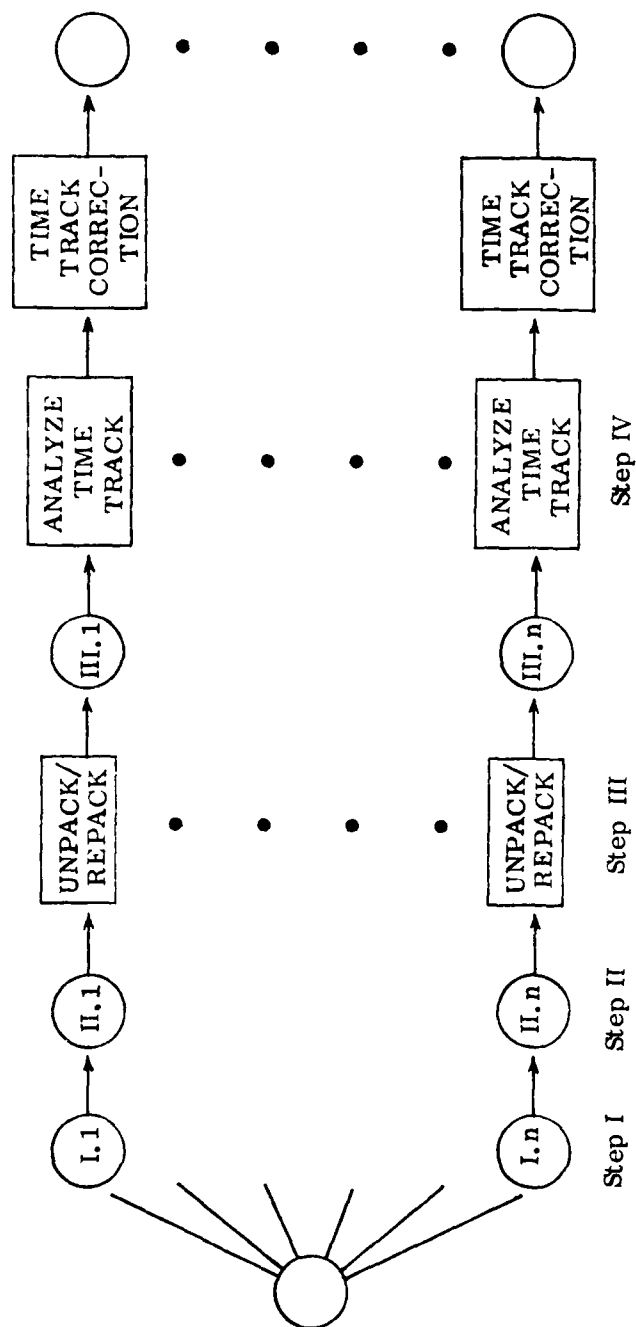 I.1
II.1
UNPACK/
REPACK
III.1
ANALYZE
TIME
TRACK
TIME
TRACK
CORREC-
TION
I.n
II.n
UNPACK/
REPACK
III.n
ANALYZE
TIME
TRACK
TIME
TRACK
CORREC-
TION
Step I
Step II
Step III
Step IV